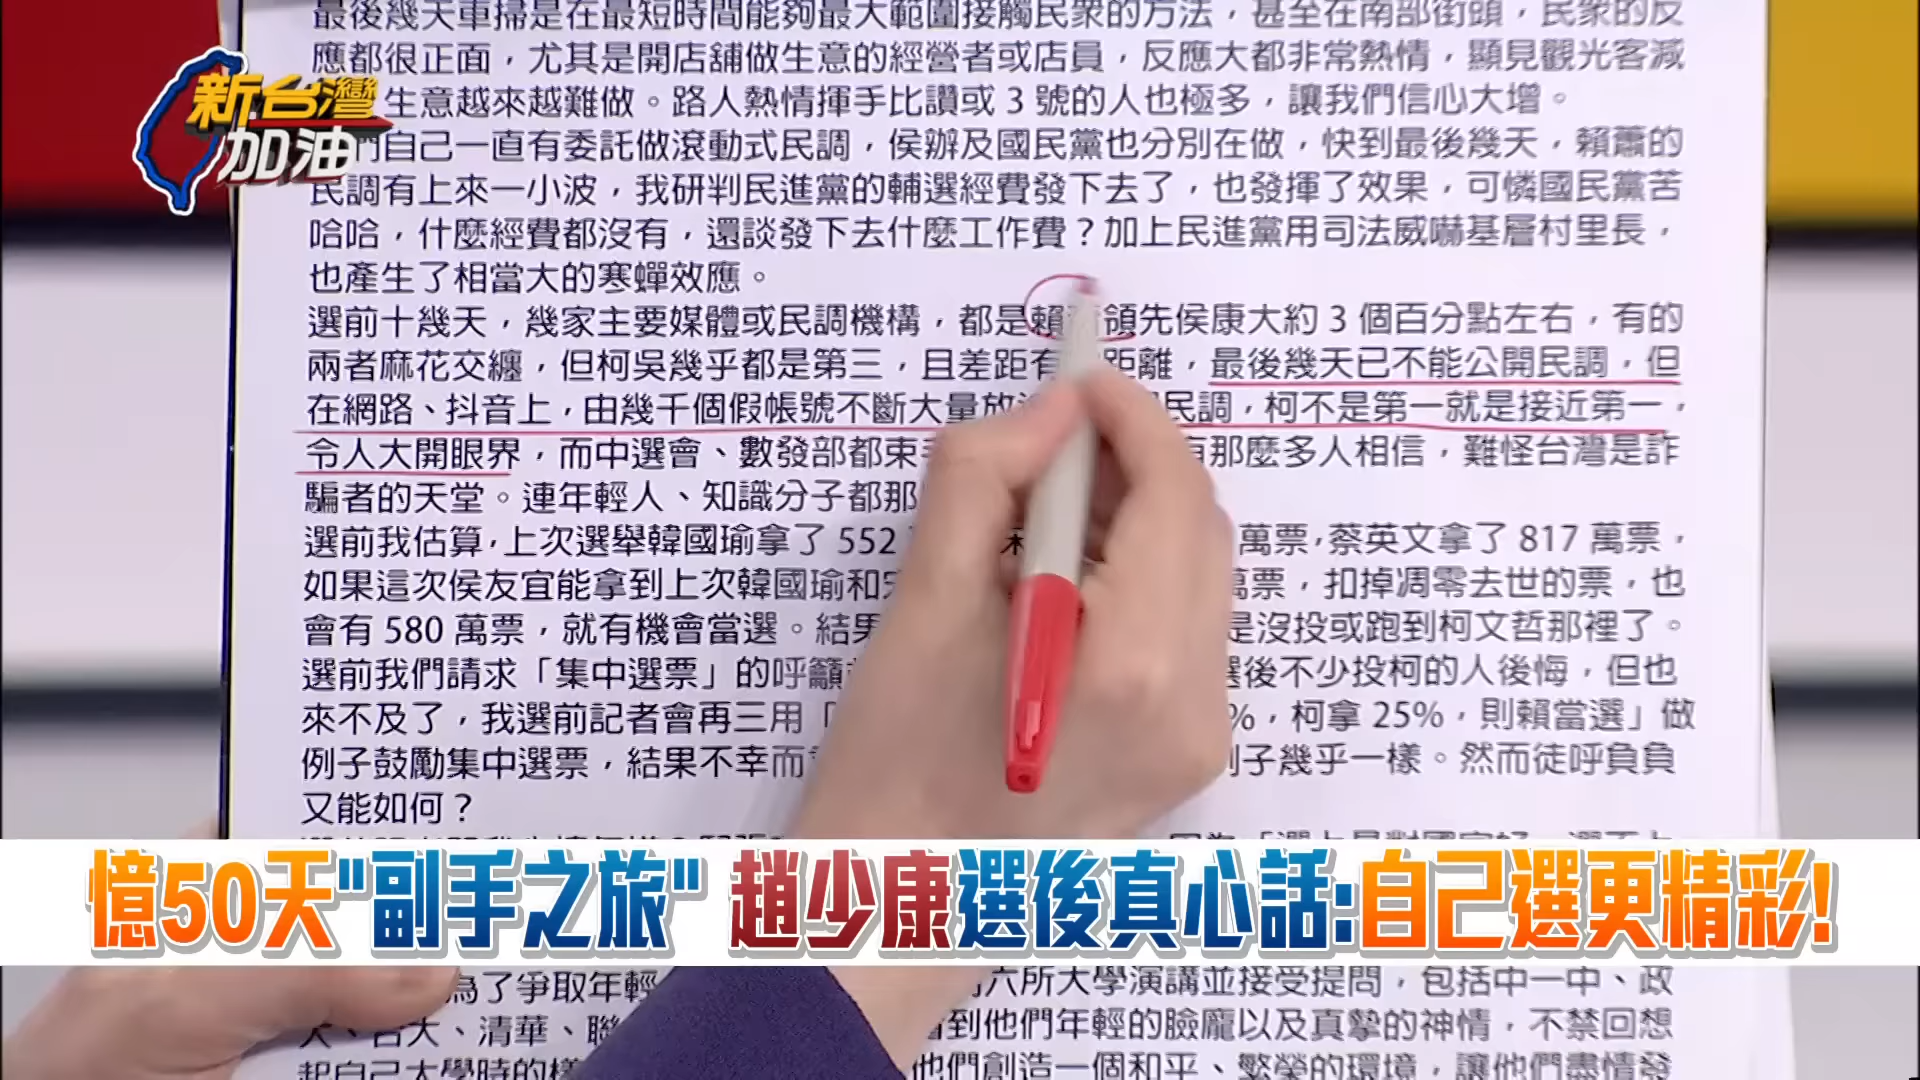 最後幾天車掃是在最短時間能夠最大範圍接觸民眾的方法，甚至在南部街頭，民眾的反
應都很正面，尤其是開店舖做生意的經營者或店員，反應大都非常熱情，顯見觀光客減
生意越來越難做。路人熱情揮手比讚或 3 號的人也極多，讓我們信心大增。
新台灣
加油
們自己一直有委託做滾動式民調，侯辦及國民黨也分別在做，快到最後幾天，賴蕭的
民調有上來一小波，我研判民進黨的輔選經費發下去了，也發揮了效果，可憐國民黨苦
哈哈，什麼經費都沒有，還談發下去什麼工作費？加上民進黨用司法威嚇基層村里長，
也產生了相當大的寒蟬效應。
選前十幾天，幾家主要媒體或民調機構，都是賴 領先侯康大約 3 個百分點左右，有的
兩者麻花交纏，但柯吳幾乎都是第三，且差距有 距離，最後幾天已不能公開民調，但
在網路、抖音上，由幾千個假帳號不斷大量放 民調，柯不是第一就是接近第一，
令人大開眼界，而中選會、數發部都束 有那麼多人相信，難怪台灣是詐
騙者的天堂。連年輕人、知識分子都那
選前我估算，上次選舉韓國瑜拿了 552 萬票，蔡英文拿了 817 萬票，
如果這次侯友宜能拿到上次韓國瑜和 萬票，扣掉凋零去世的票，也
會有 580 萬票，就有機會當選。結果 是沒投或跑到柯文哲那裡了。
選前我們請求「集中選票」的呼籲 選後不少投柯的人後悔，但也
來不及了，我選前記者會再三用「 %，柯拿 25%，則賴當選」做
例子鼓勵集中選票，結果不幸而 例子幾乎一樣。然而徒呼負負
又能如何？
憶50天"副手之旅" 趙少康選後真心話:自己選更精彩!
為了爭取年輕 六所大學演講並接受提問，包括中一中、政
大、台大、清華、聯 到他們年輕的臉龐以及真摯的神情，不禁回想
起自己大學時的樣 他們創造一個和平、繁榮的環境，讓他們盡情發